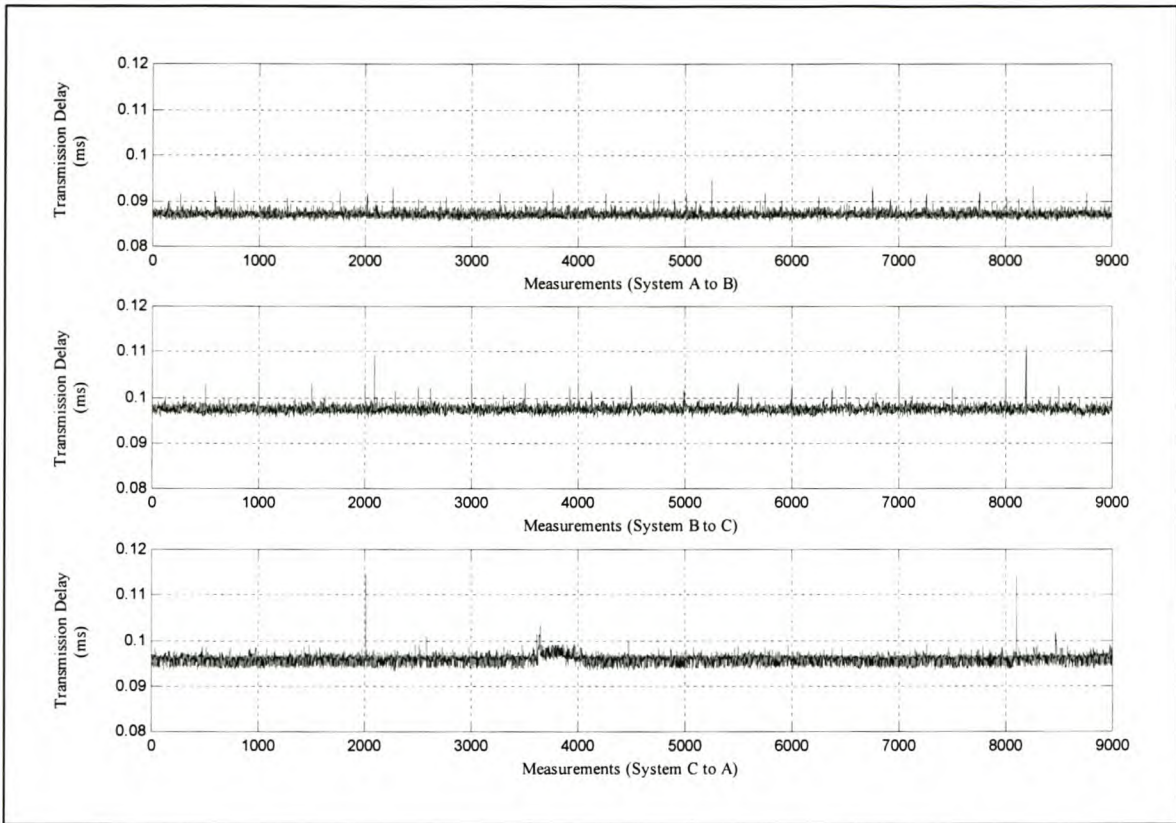 Transmission Delay
(ms)
0.12
0.11
0.1
0.09
0.08
0 1000 2000 3000 4000 5000 6000 7000 8000 9000
Measurements (System A to B)
Transmission Delay
(ms)
0.12
0.11
0.1
0.09
0.08
0 1000 2000 3000 4000 5000 6000 7000 8000 9000
Measurements (System B to C)
Transmission Delay
(ms)
0.12
0.11
0.1
0.09
0.08
0 1000 2000 3000 4000 5000 6000 7000 8000 9000
Measurements (System C to A)